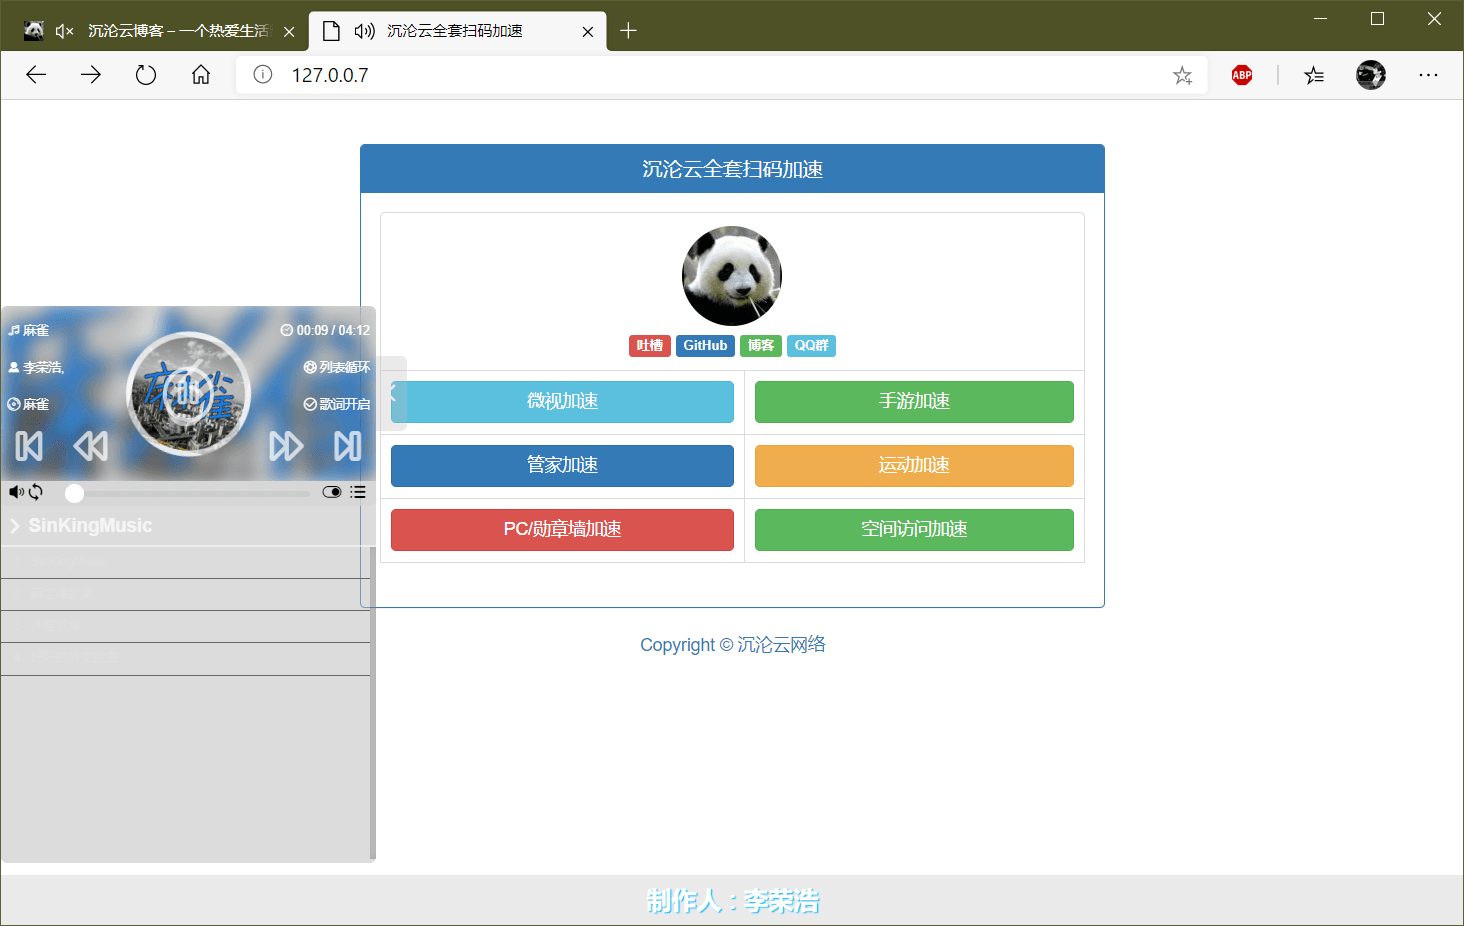 沉沦云博客 – 一个热爱生活
沉沦云全套扫码加速
127.0.0.7
ABP
沉沦云全套扫码加速
吐槽 GitHub 博客 QQ群
微视加速 手游加速
管家加速 运动加速
PC/勋章墙加速 空间访问加速
Copyright © 沉沦云网络
麻雀 00:09 / 04:12
李荣浩, 列表循环
麻雀 歌词开启
麻雀
SinKingMusic
制作人：李荣浩